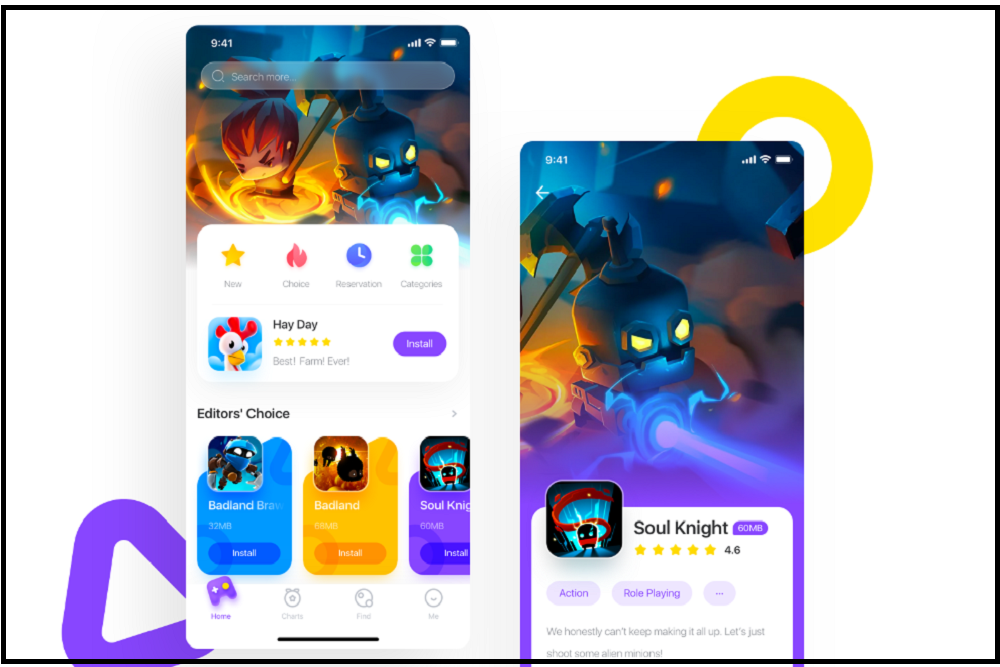 9:41
Search more...
New
Choice
Reservation
Categories
Hay Day
Install
Best! Farm! Ever!
Editors' Choice
Badland Braw
32MB
Install
Badland
68MB
Install
Soul Knig
60MB
Install
Home
Charts
Find
Me
9:41
Soul Knight 60MB
4.6
Action
Role Playing
...
We honestly can't keep making it all up. Let's just
shoot some alien minions!